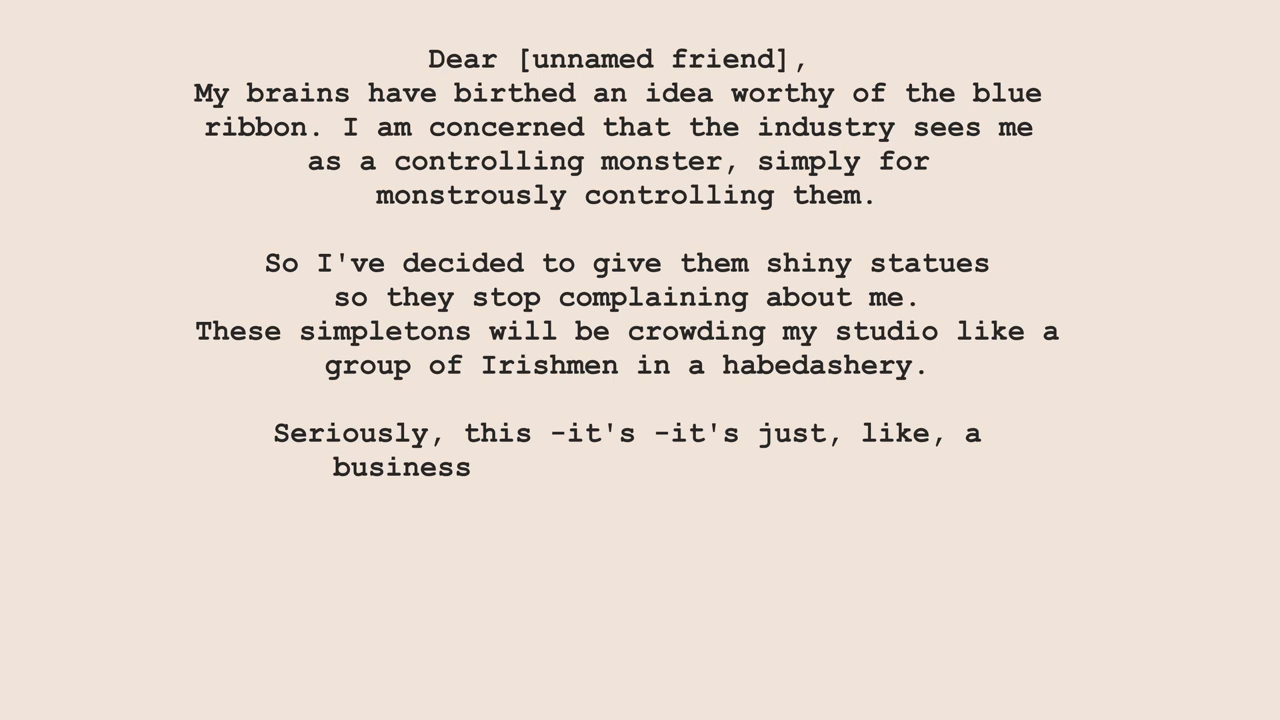 Dear [unnamed friend],
My brains have birthed an idea worthy of the blue
ribbon. I am concerned that the industry sees me
as a controlling monster, simply for
monstrously controlling them.
So I've decided to give them shiny statues
so they stop complaining about me.
These simpletons will be crowding my studio like a
group of Irishmen in a habedashery.
Seriously, this -it's -it's just, like, a
business